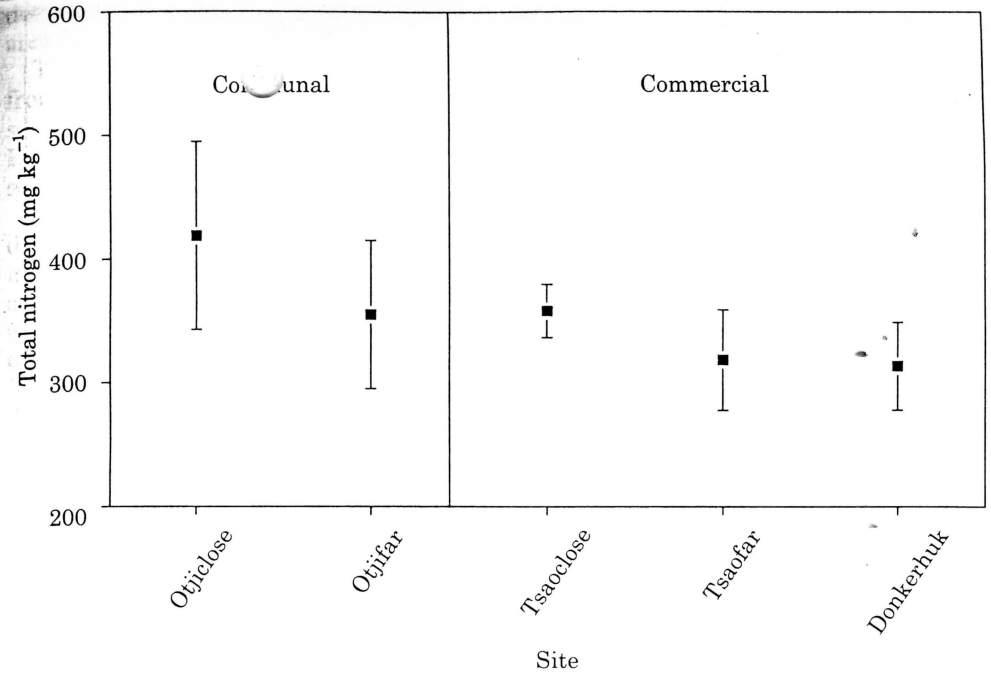 600
500
400
300
200
Total nitrogen (mg kg⁻¹)
Commercial
Otjiclose
Otjifar
Tsaoclose
Tsaofar
Donkerhuk
Site